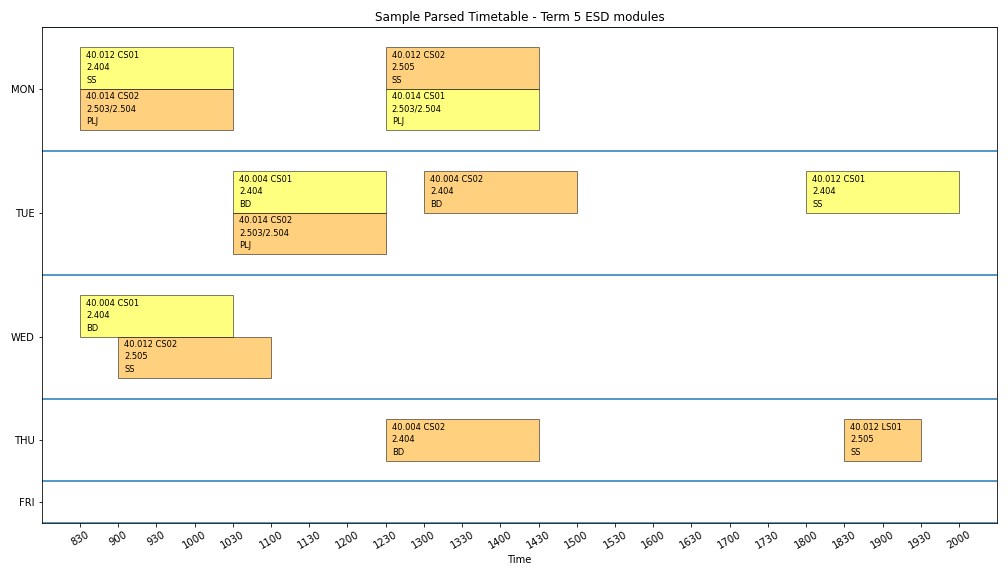 Sample Parsed Timetable - Term 5 ESD modules
MON
40.012 CS01
2.404
SS
40.014 CS02
2.503/2.504
PLJ
40.012 CS02
2.505
SS
40.014 CS01
2.503/2.504
PLJ
TUE
40.004 CS01
2.404
BD
40.014 CS02
2.503/2.504
PLJ
40.004 CS02
2.404
BD
40.012 CS01
2.404
SS
WED
40.004 CS01
2.404
BD
40.012 CS02
2.505
SS
THU
40.004 CS02
2.404
BD
40.012 LS01
2.505
SS
FRI
830 900 930 1000 1030 1100 1130 1200 1230 1300 1330 1400 1430 1500 1530 1600 1630 1700 1730 1800 1830 1900 1930 2000
Time